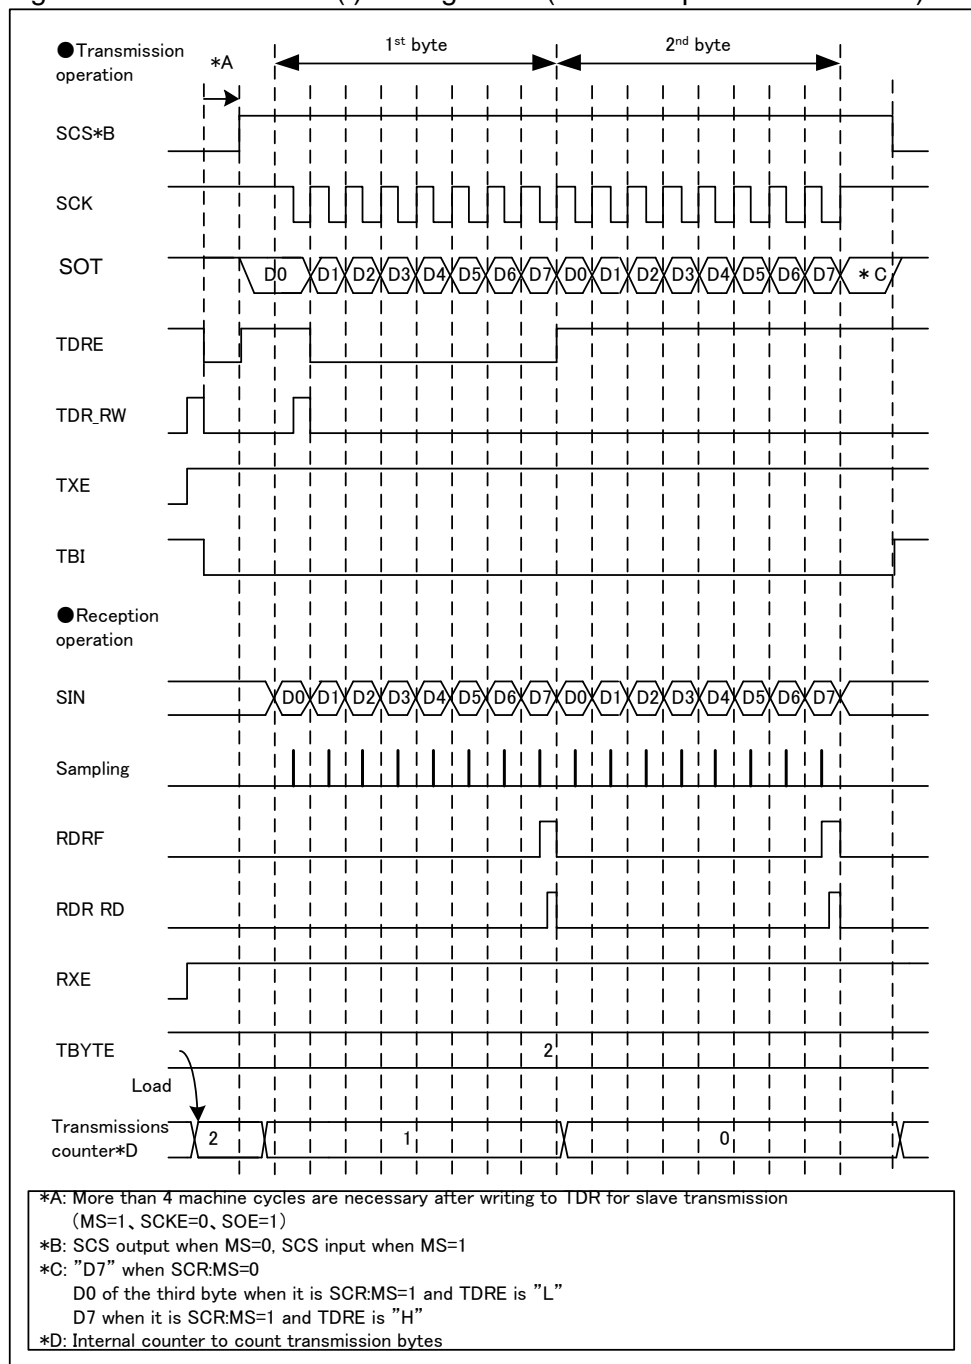 ●Transmission
operation
*A
1st byte
2nd byte
SCS*B
SCK
SOT
D0 D1 D2 D3 D4 D5 D6 D7 D0 D1 D2 D3 D4 D5 D6 D7 * C
TDRE
TDR_RW
TXE
TBI
●Reception
operation
SIN
D0 D1 D2 D3 D4 D5 D6 D7 D0 D1 D2 D3 D4 D5 D6 D7
Sampling
RDRF
RDR RD
RXE
TBYTE
2
Load
Transmissions
counter*D
2 1 0
*A: More than 4 machine cycles are necessary after writing to TDR for slave transmission
(MS=1、SCKE=0、SOE=1)
*B: SCS output when MS=0, SCS input when MS=1
*C: "D7" when SCR:MS=0
D0 of the third byte when it is SCR:MS=1 and TDRE is "L"
D7 when it is SCR:MS=1 and TDRE is "H"
*D: Internal counter to count transmission bytes